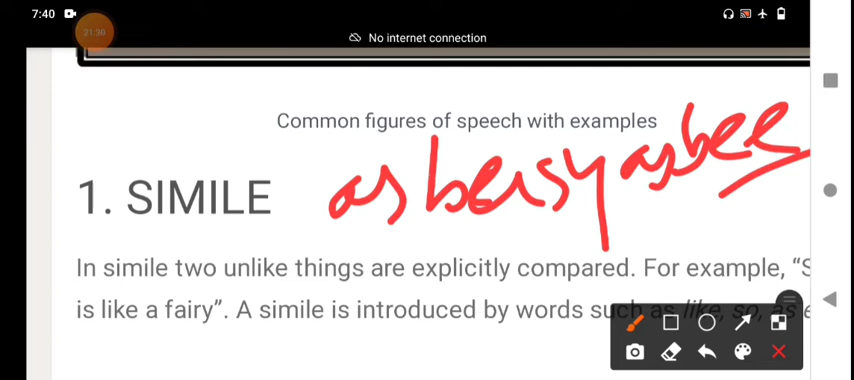 7:40
21:30
No internet connection
Common figures of speech with examples
1. SIMILE as busy as bee
In simile two unlike things are explicitly compared. For example, “S
is like a fairy”. A simile is introduced by words such as like, so, as e